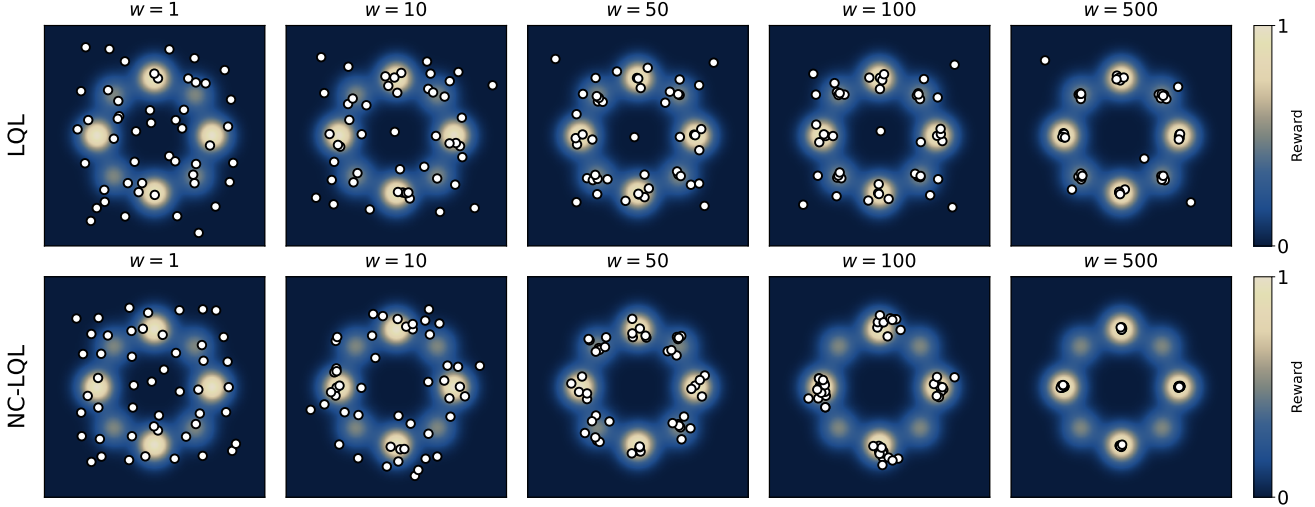 w = 1
w = 10
w = 50
w = 100
w = 500
LQL
1
0
Reward
w = 1
w = 10
w = 50
w = 100
w = 500
NC-LQL
1
0
Reward